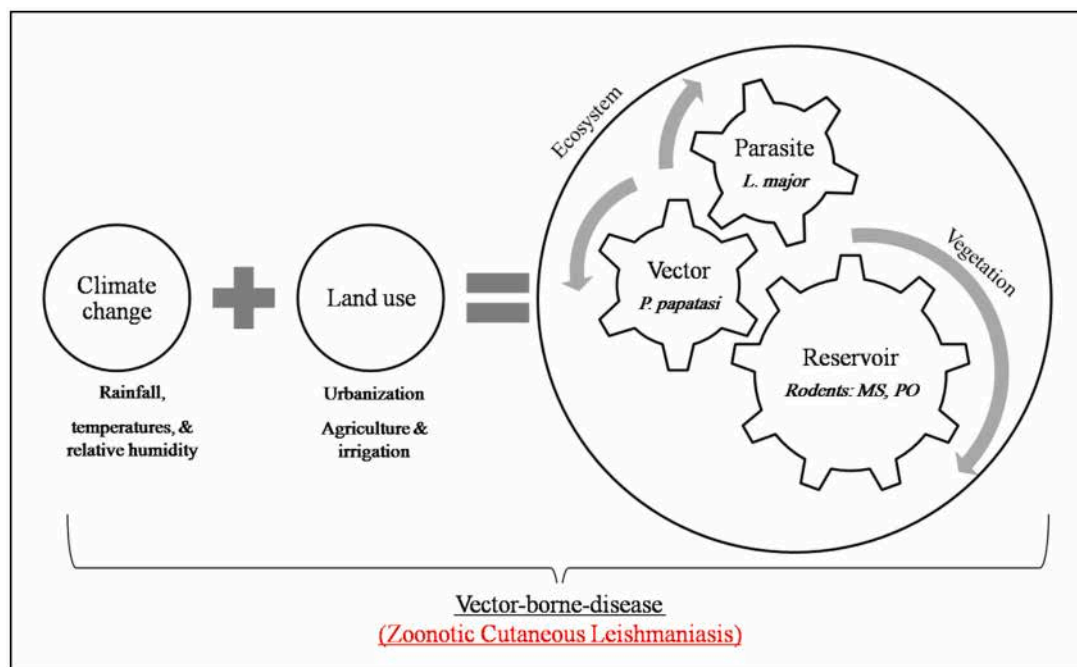 Climate
change
Rainfall,
temperatures, &
relative humidity
Land use
Urbanization
Agriculture &
irrigation
Ecosystem
Parasite
L. major
Vector
P. papatasi
Vegetation
Reservoir
Rodents: MS, PO
Vector-borne-disease
(Zoonotic Cutaneous Leishmaniasis)